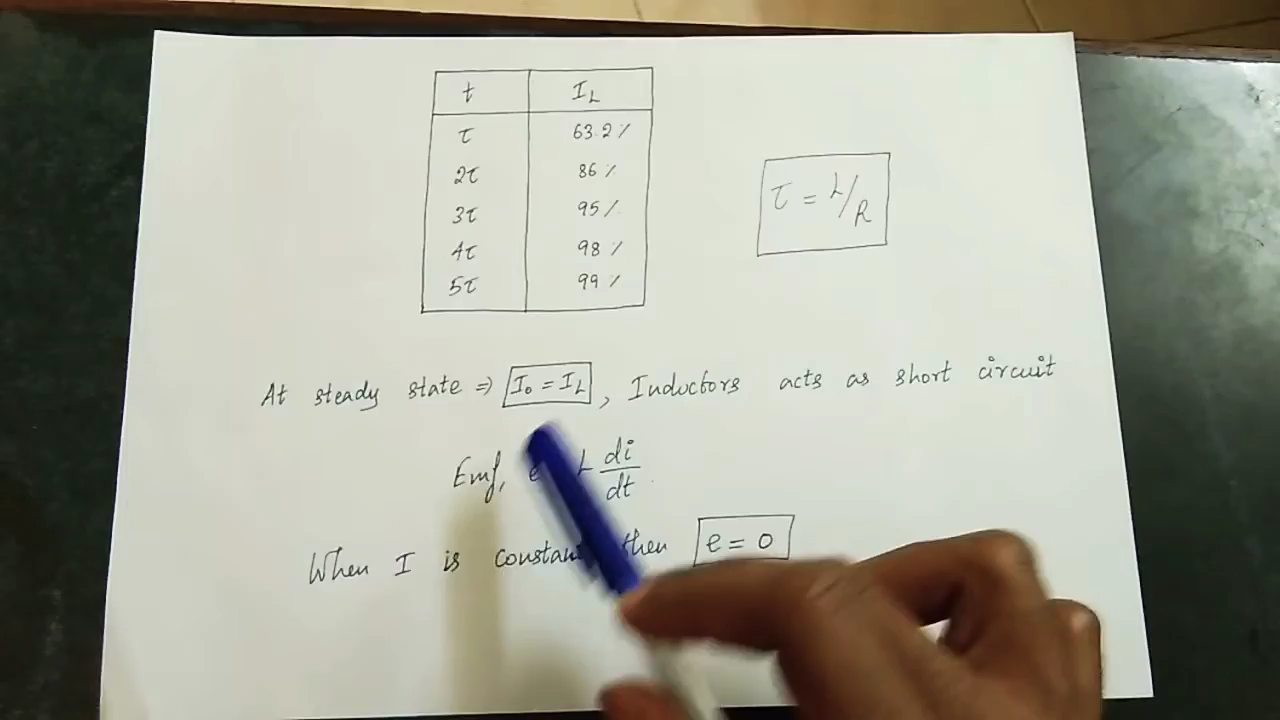 t I_L
τ 63.2 %
2τ 86 %
3τ 95 %
4τ 98 %
5τ 99 %
τ = L/R
At steady state ⇒ I₀ = I_L , Inductors acts as short circuit
Emf, e L di/dt
When I is constant then e = 0